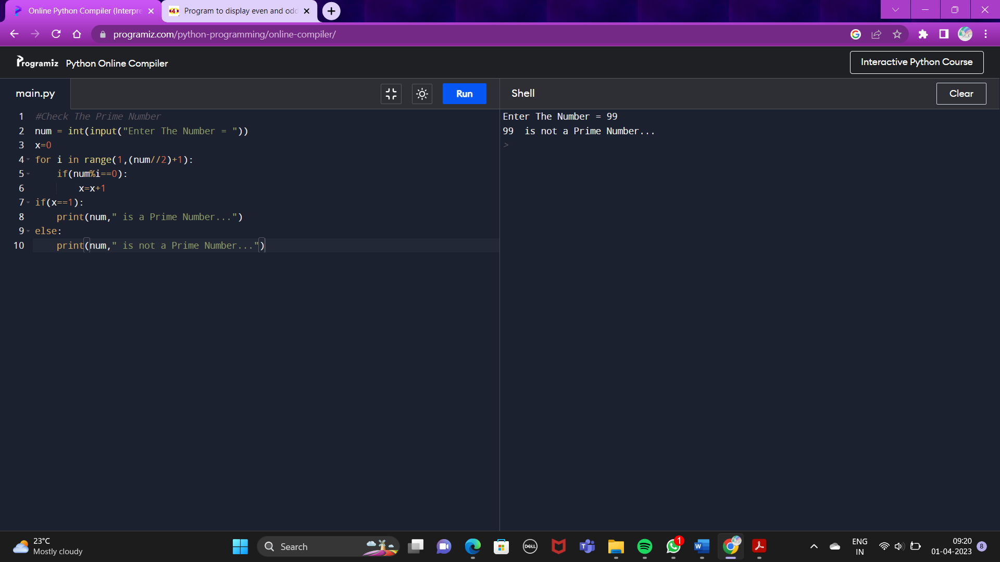 Online Python Compiler (Interpre
Program to display even and odd
programiz.com/python-programming/online-compiler/
Programiz Python Online Compiler
Interactive Python Course
main.py
Run
Shell
Clear
1 #Check The Prime Number
2 num = int(input("Enter The Number = "))
3 x=0
4 for i in range(1,(num//2)+1):
5     if(num%i==0):
6         x=x+1
7 if(x==1):
8     print(num," is a Prime Number...")
9 else:
10     print(num," is not a Prime Number...")
Enter The Number = 99
99  is not a Prime Number...
>
23°C
Mostly cloudy
Search
DELL
1
ENG
IN
09:20
01-04-2023
8